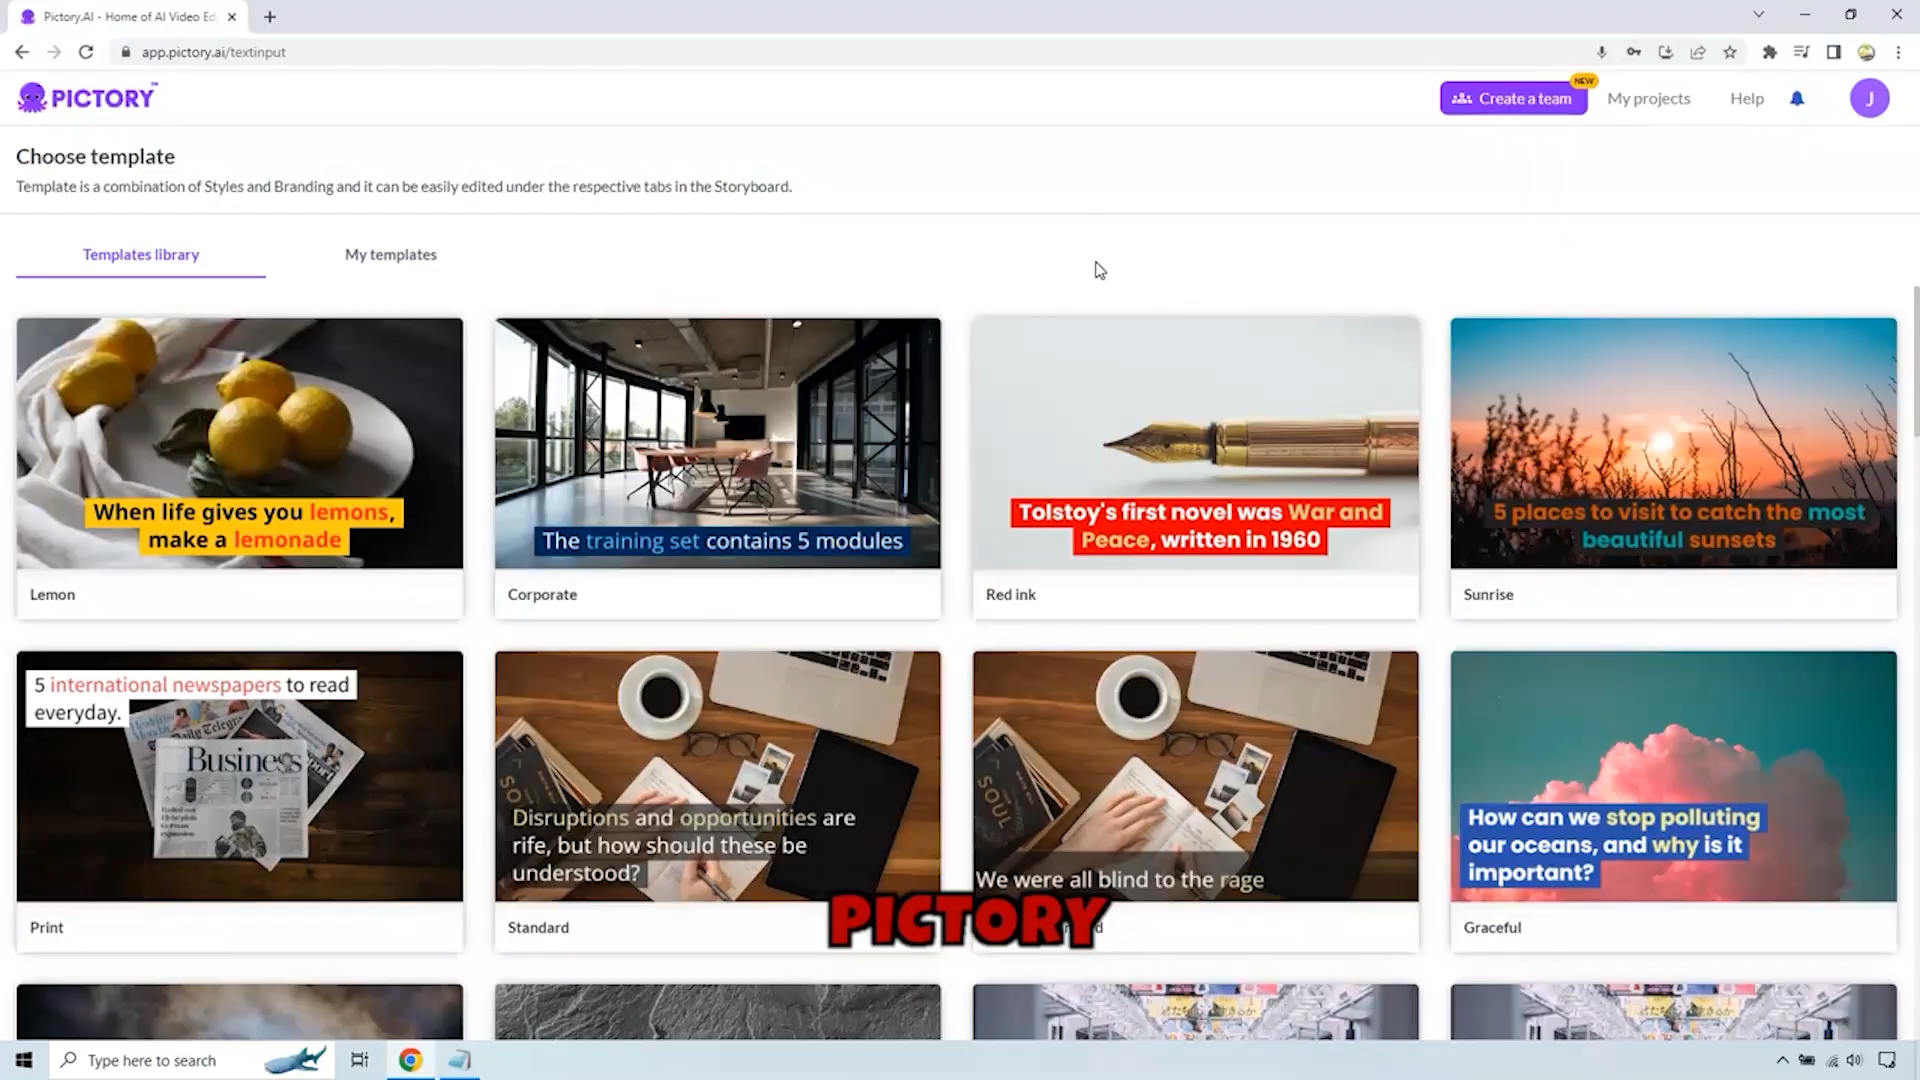 Pictory.AI - Home of AI Video Ed
app.pictory.ai/textinput
PICTORY
NEW
Create a team
My projects
Help
J
Choose template
Template is a combination of Styles and Branding and it can be easily edited under the respective tabs in the Storyboard.
Templates library
My templates
When life gives you lemons,
make a lemonade
The training set contains 5 modules
Tolstoy's first novel was War and
Peace, written in 1960
5 places to visit to catch the most
beautiful sunsets
Lemon
Corporate
Red ink
Sunrise
5 international newspapers to read
everyday.
Business
SO
Disruptions and opportunities are
rife, but how should these be
understood?
SOUL
We were all blind to the rage
How can we stop polluting
our oceans, and why is it
important?
Print
Standard
Graceful
PICTORY
Type here to search